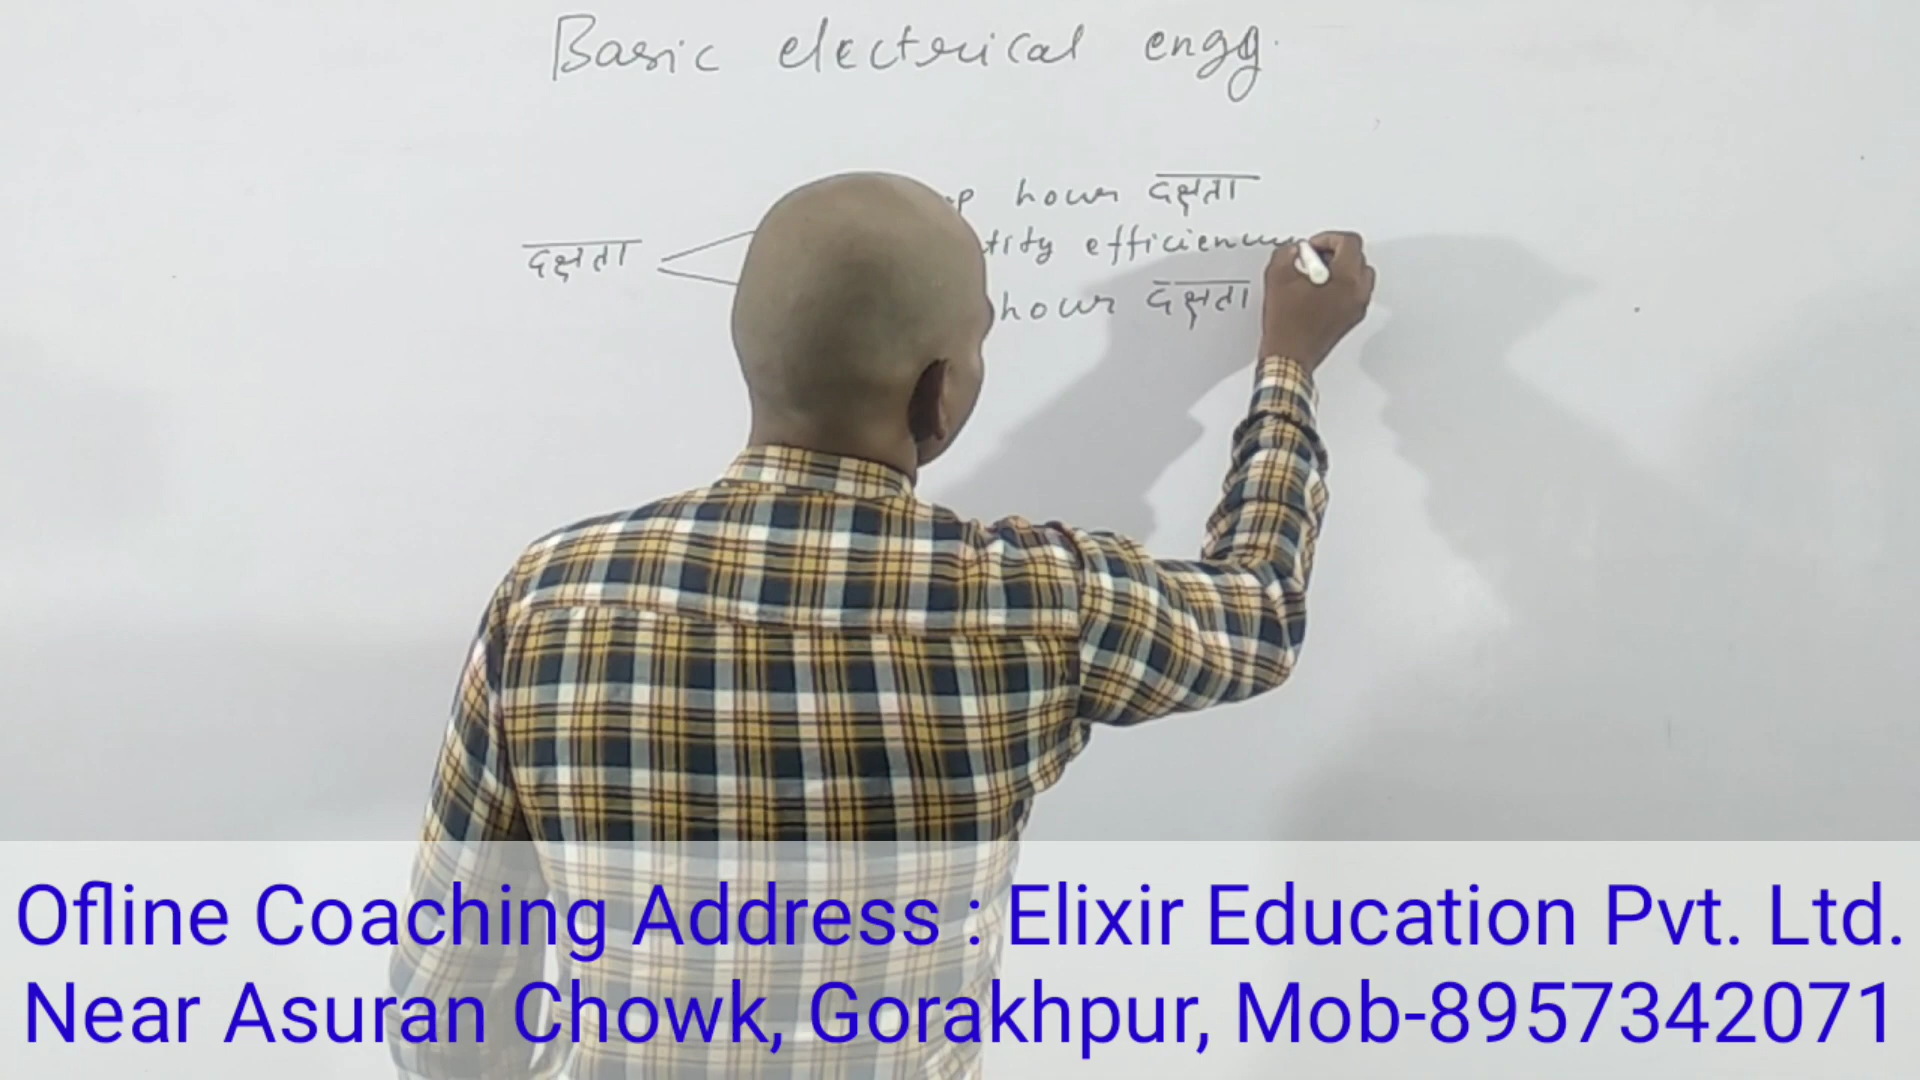 Basic electrical engg.
hour दक्षता
दक्षता
efficiency
hour दक्षता
Ofline Coaching Address : Elixir Education Pvt. Ltd.
Near Asuran Chowk, Gorakhpur, Mob-8957342071